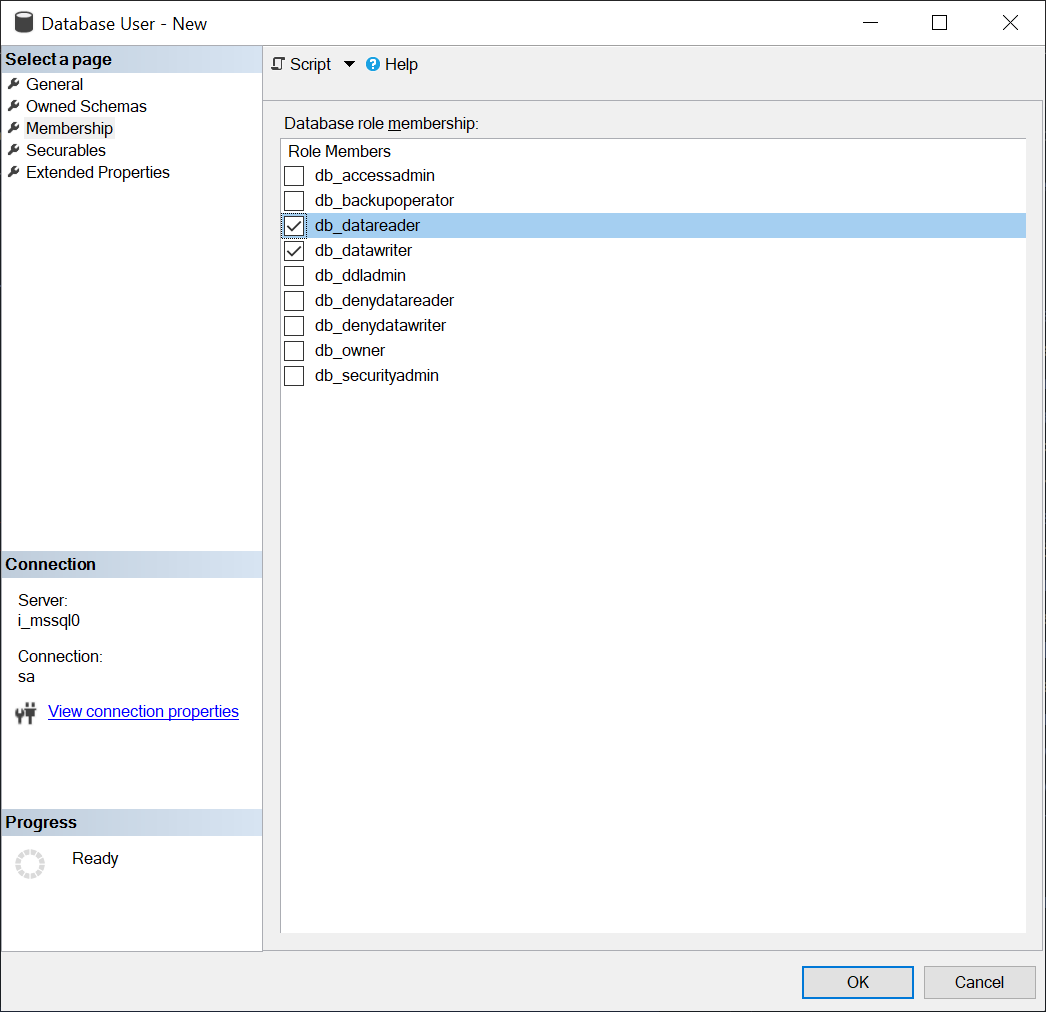 Database User - New
Select a page
General
Owned Schemas
Membership
Securables
Extended Properties
Script
Help
Database role membership:
Role Members
db_accessadmin
db_backupoperator
db_datareader
db_datawriter
db_ddladmin
db_denydatareader
db_denydatawriter
db_owner
db_securityadmin
Connection
Server:
i_mssql0
Connection:
sa
View connection properties
Progress
Ready
OK
Cancel